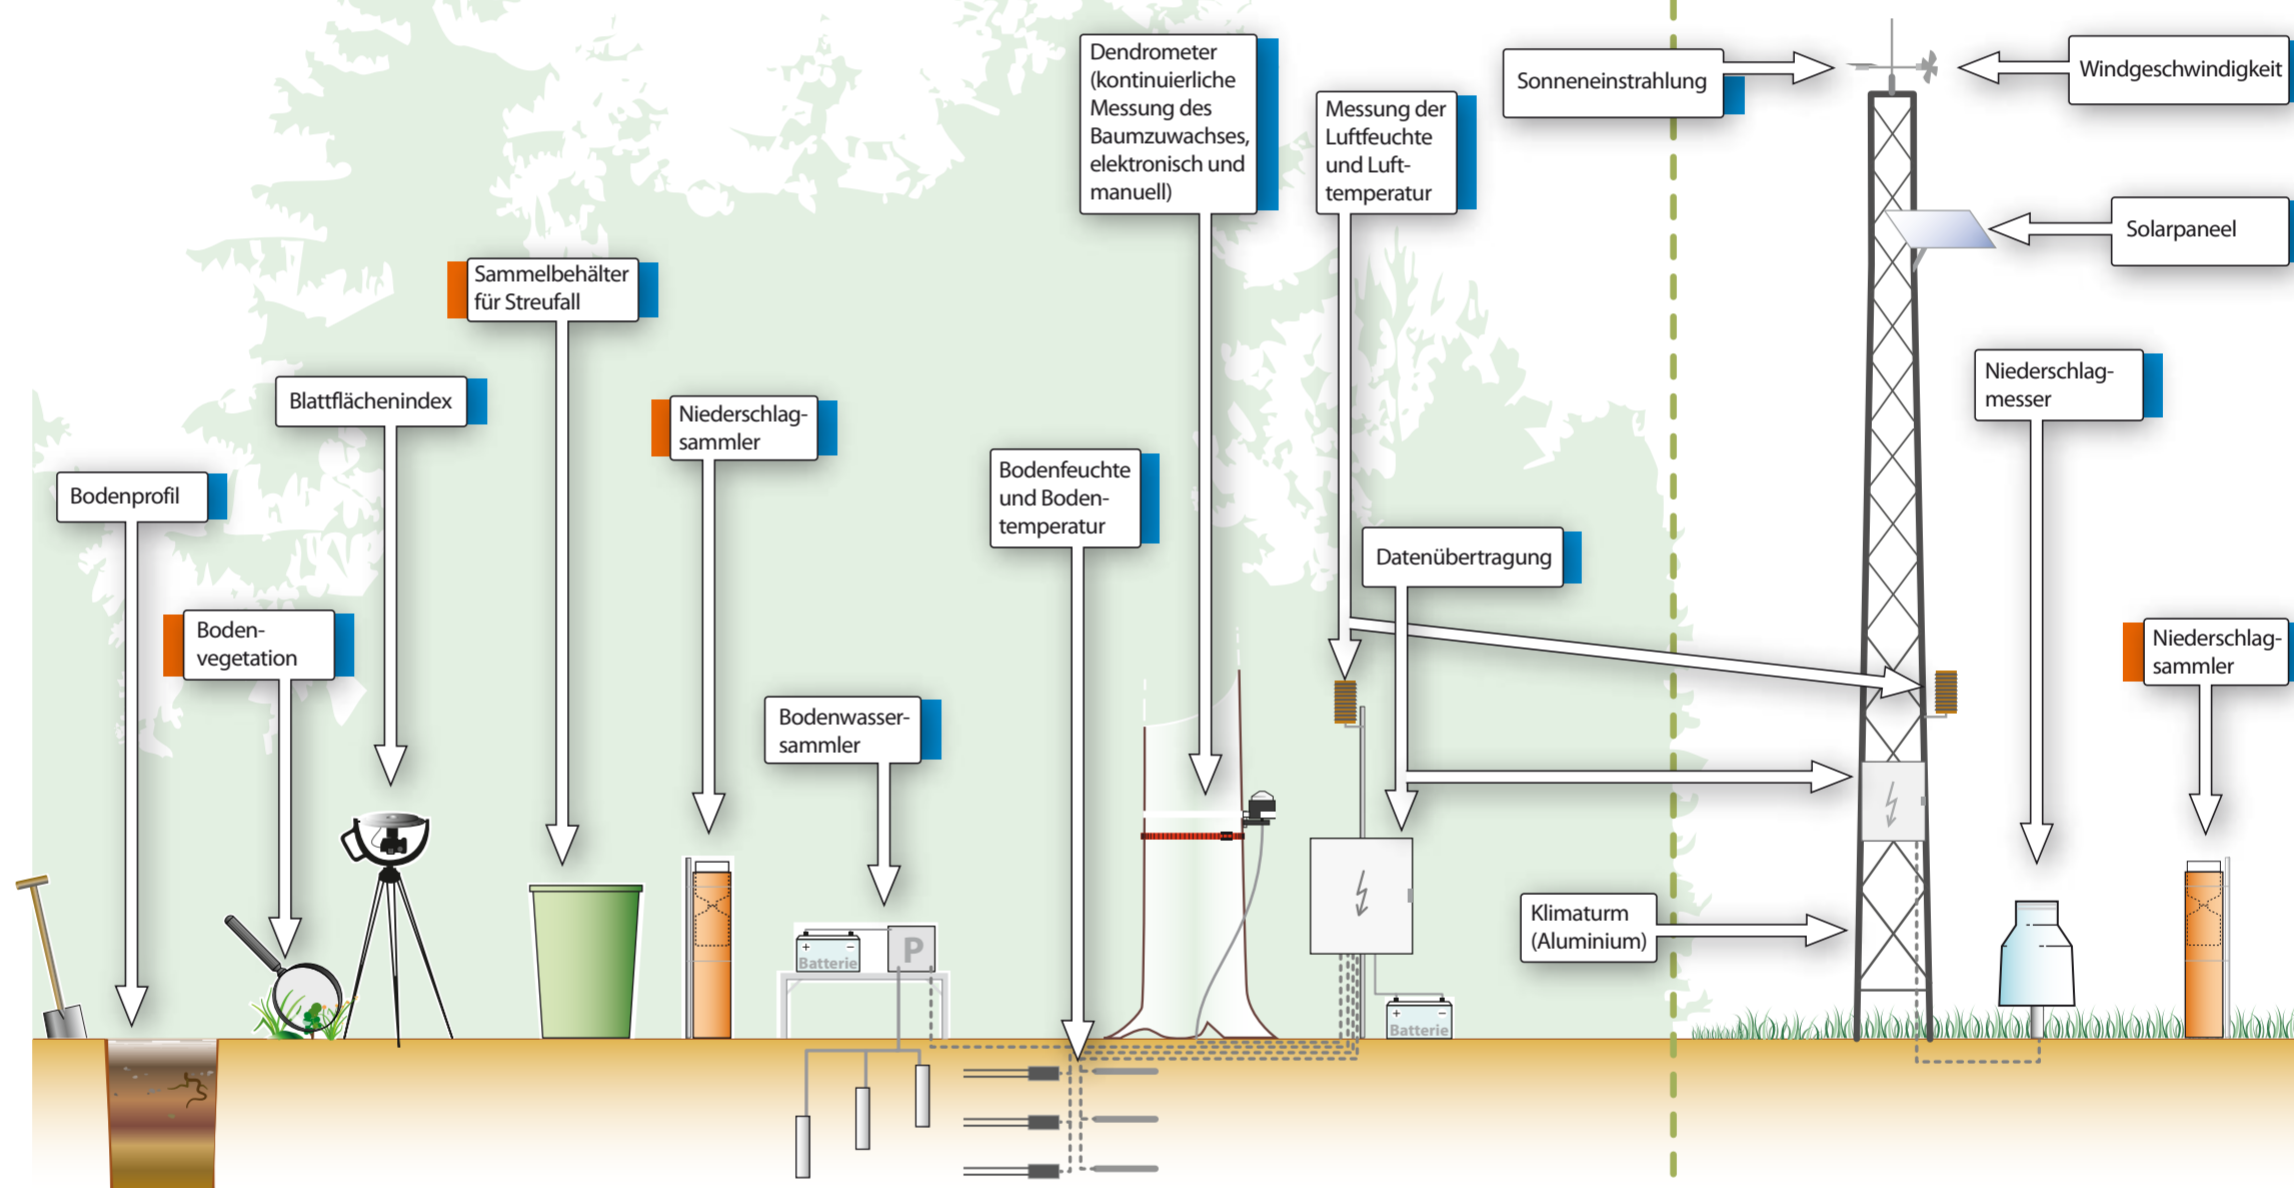 Dendrometer
(kontinuierliche
Messung des
Baumzuwachses,
elektronisch und
manuell)
Messung der
Luftfeuchte
und Luft-
temperatur
Sonneneinstrahlung
Windgeschwindigkeit
Solarpaneel
Sammelbehälter
für Streufall
Blattflächenindex
Niederschlag-
sammler
Niederschlag-
messer
Bodenprofil
Bodenfeuchte
und Boden-
temperatur
Datenübertragung
Boden-
vegetation
Niederschlag-
sammler
Bodenwasser-
sammler
Klimaturm
(Aluminium)
+ −
Batterie
P
+ −
Batterie